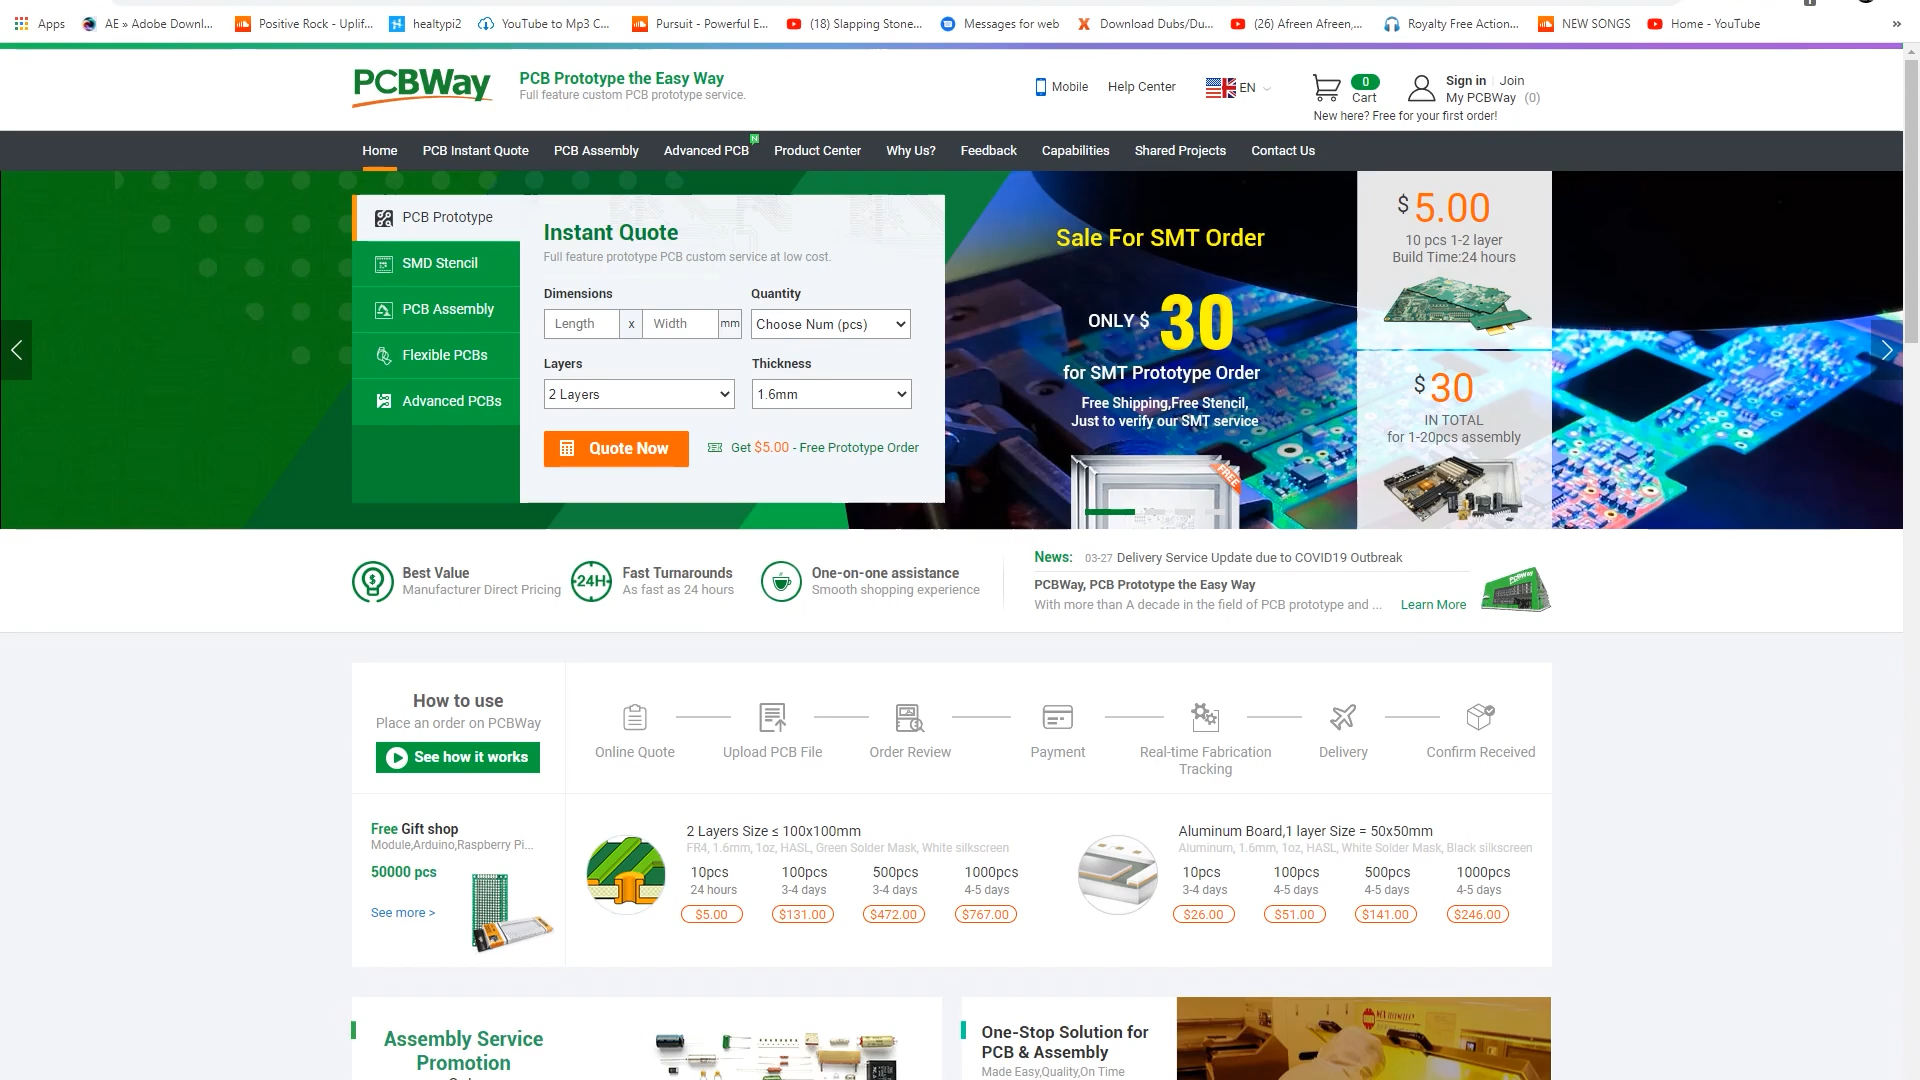 Apps
AE » Adobe Downl...
Positive Rock - Uplif...
healtypi2
YouTube to Mp3 C...
Pursuit - Powerful E...
(18) Slapping Stone...
Messages for web
Download Dubs/Du...
(26) Afreen Afreen,...
Royalty Free Action...
NEW SONGS
Home - YouTube
»
PCBWay
PCB Prototype the Easy Way
Full feature custom PCB prototype service.
Mobile
Help Center
EN
0
Cart
Sign in | Join
My PCBWay (0)
New here? Free for your first order!
Home
PCB Instant Quote
PCB Assembly
Advanced PCB
N
Product Center
Why Us?
Feedback
Capabilities
Shared Projects
Contact Us
PCB Prototype
SMD Stencil
PCB Assembly
Flexible PCBs
Advanced PCBs
Instant Quote
Full feature prototype PCB custom service at low cost.
Dimensions
Quantity
Length x Width mm
Choose Num (pcs)
Layers
Thickness
2 Layers
1.6mm
Quote Now
Get $5.00 - Free Prototype Order
Sale For SMT Order
ONLY $ 30
for SMT Prototype Order
Free Shipping,Free Stencil,
Just to verify our SMT service
FREE
$ 5.00
10 pcs 1-2 layer
Build Time:24 hours
$ 30
IN TOTAL
for 1-20pcs assembly
Best Value
Manufacturer Direct Pricing
24H
Fast Turnarounds
As fast as 24 hours
One-on-one assistance
Smooth shopping experience
News: 03-27 Delivery Service Update due to COVID19 Outbreak
PCBWay, PCB Prototype the Easy Way
With more than A decade in the field of PCB prototype and ... Learn More
PCBWay
How to use
Place an order on PCBWay
See how it works
Online Quote
Upload PCB File
Order Review
Payment
Real-time Fabrication
Tracking
Delivery
Confirm Received
Free Gift shop
Module,Arduino,Raspberry Pi...
50000 pcs
See more >
2 Layers Size ≤ 100x100mm
FR4, 1.6mm, 1oz, HASL, Green Solder Mask, White silkscreen
10pcs 100pcs 500pcs 1000pcs
24 hours 3-4 days 3-4 days 4-5 days
$5.00 $131.00 $472.00 $767.00
Aluminum Board,1 layer Size = 50x50mm
Aluminum, 1.6mm, 1oz, HASL, White Solder Mask, Black silkscreen
10pcs 100pcs 500pcs 1000pcs
3-4 days 4-5 days 4-5 days 4-5 days
$26.00 $51.00 $141.00 $246.00
Assembly Service
Promotion
One-Stop Solution for
PCB & Assembly
Made Easy,Quality,On Time